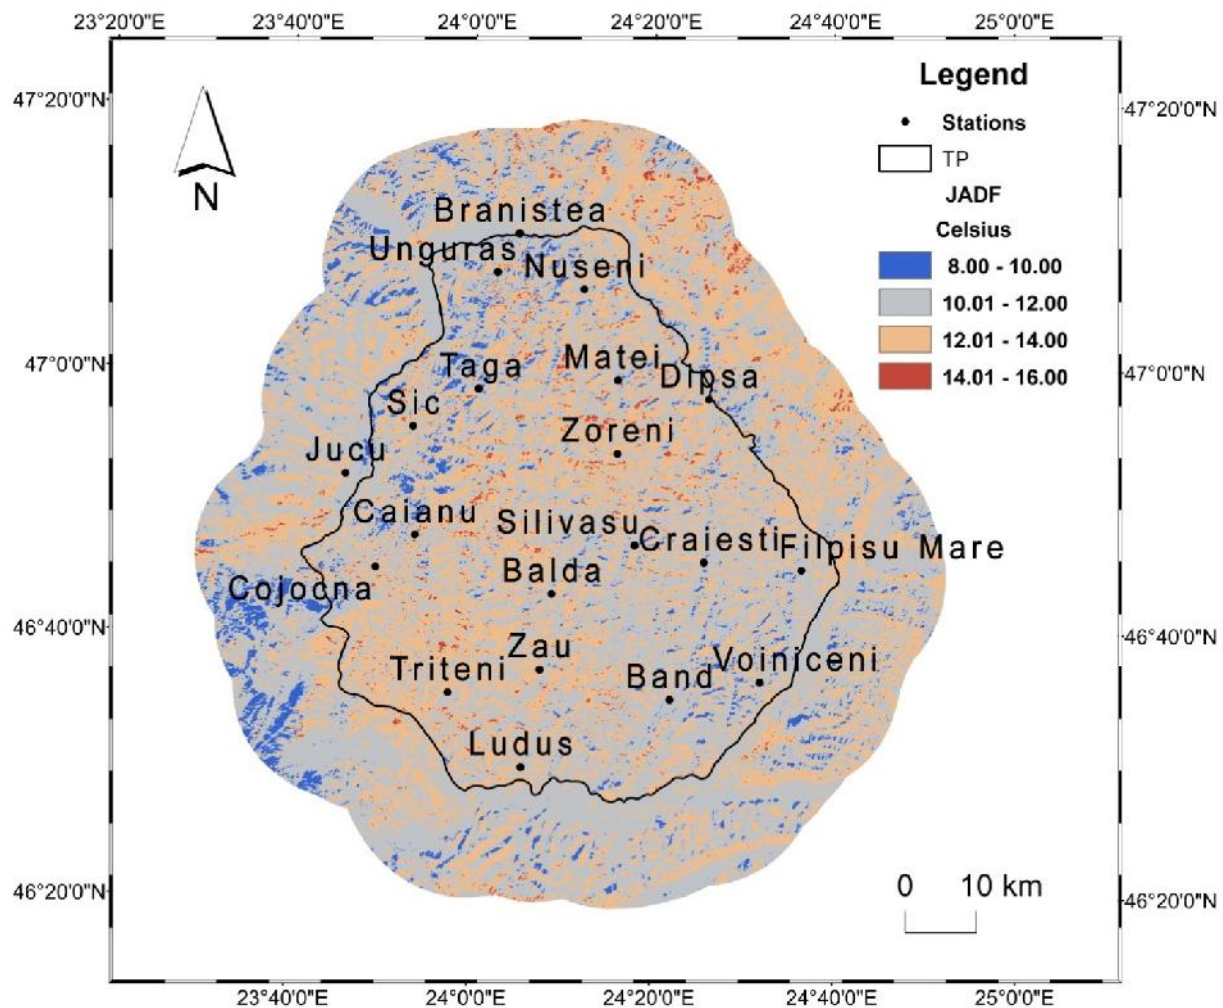 23°20'0"E 23°40'0"E 24°0'0"E 24°20'0"E 24°40'0"E 25°0'0"E
47°20'0"N
47°20'0"N
N
Legend
Stations
TP
JADF
Celsius
8.00 - 10.00
10.01 - 12.00
12.01 - 14.00
14.01 - 16.00
Branistea
Unguras
Nuseni
47°0'0"N
47°0'0"N
Taga
Matei
Dipsa
Sic
Zoreni
Jucu
Caianu
Silivasu
Craiesti
Filpisu Mare
Cojocna
Balda
46°40'0"N
46°40'0"N
Zau
Triteni
Band
Voiniceni
Ludus
46°20'0"N
46°20'0"N
0 10 km
23°40'0"E 24°0'0"E 24°20'0"E 24°40'0"E 25°0'0"E